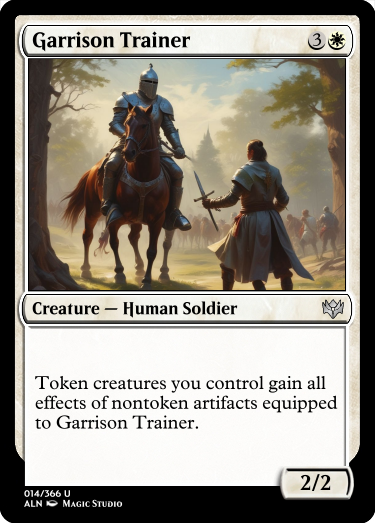 Garrison Trainer 3
Creature — Human Soldier
Token creatures you control gain all
effects of nontoken artifacts equipped
to Garrison Trainer.
2/2
014/366 U
ALN Magic Studio